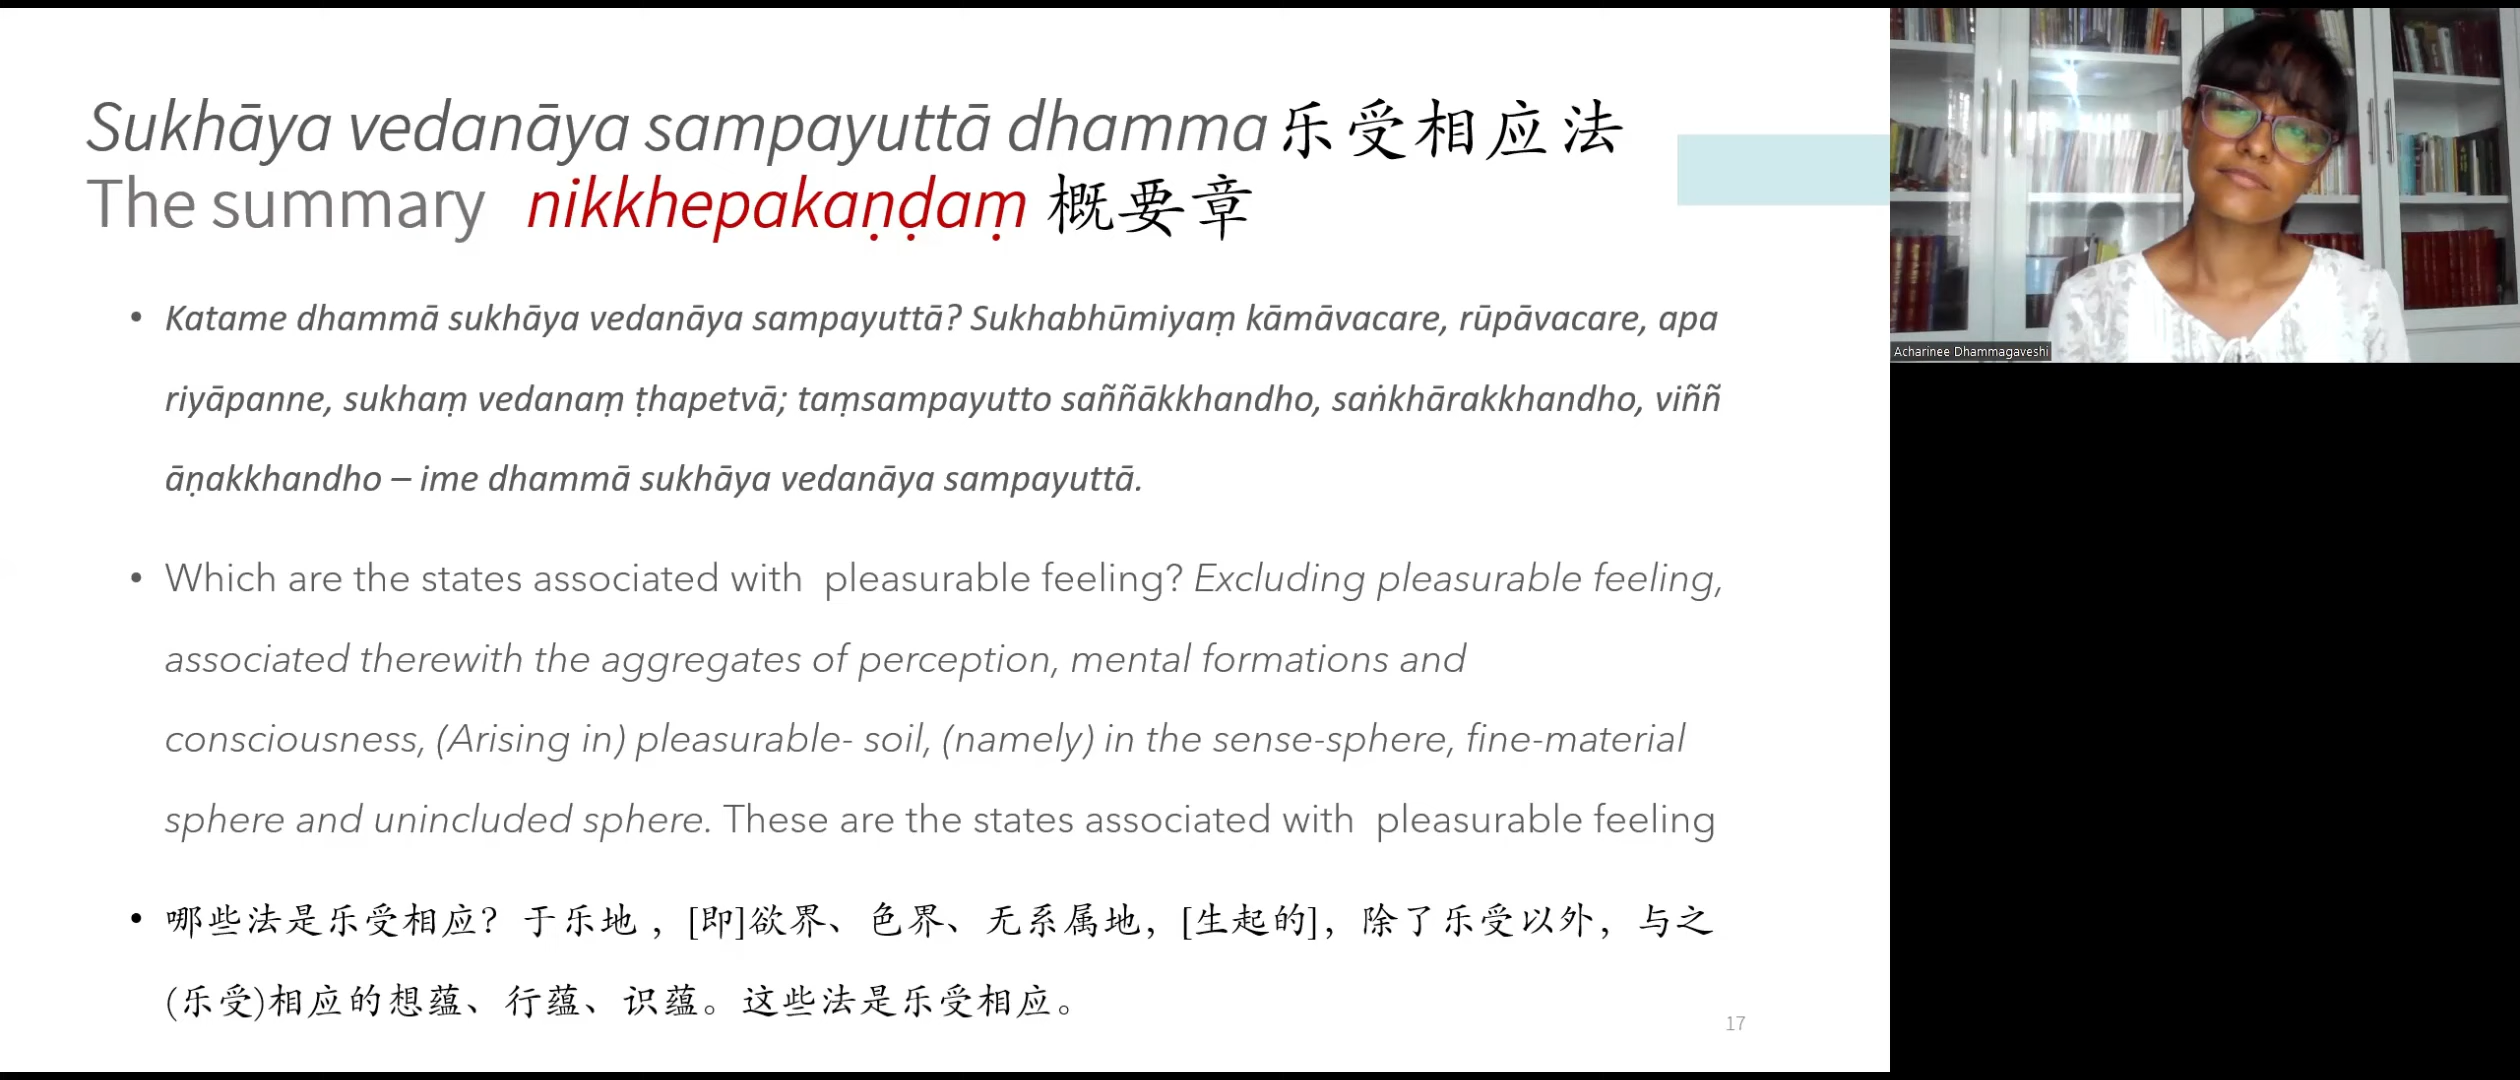 Sukhāya vedanāya sampayuttā dhamma 乐受相应法
The summary nikkhepakaṇḍaṃ 概要章
• Katame dhammā sukhāya vedanāya sampayuttā? Sukhabhūmiyaṃ kāmāvacare, rūpāvacare, apa
riyāpanne, sukhaṃ vedanaṃ ṭhapetvā; taṃsampayutto saññākkhandho, saṅkhārakkhandho, viññ
āṇakkhandho – ime dhammā sukhāya vedanāya sampayuttā.
• Which are the states associated with pleasurable feeling? Excluding pleasurable feeling,
associated therewith the aggregates of perception, mental formations and
consciousness, (Arising in) pleasurable- soil, (namely) in the sense-sphere, fine-material
sphere and unincluded sphere. These are the states associated with pleasurable feeling
• 哪些法是乐受相应？于乐地，[即]欲界、色界、无系属地，[生起的]，除了乐受以外，与之
(乐受)相应的想蕴、行蕴、识蕴。这些法是乐受相应。
17
Acharinee Dhammagaveshi